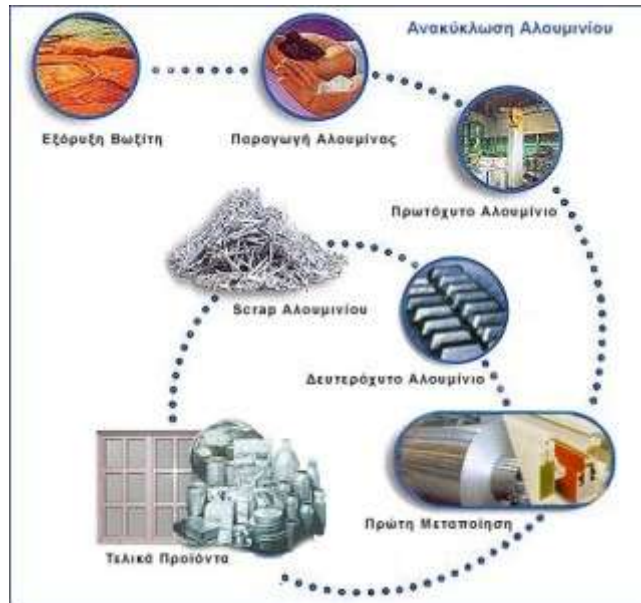 Ανακύκλωση Αλουμινίου
Εξόρυξη Βωξίτη
Παραγωγή Αλουμίνας
Πρωτόχυτο Αλουμίνιο
Scrap Αλουμινίου
Δευτερόχυτο Αλουμίνιο
Πρώτη Μεταποίηση
Τελικά Προϊόντα